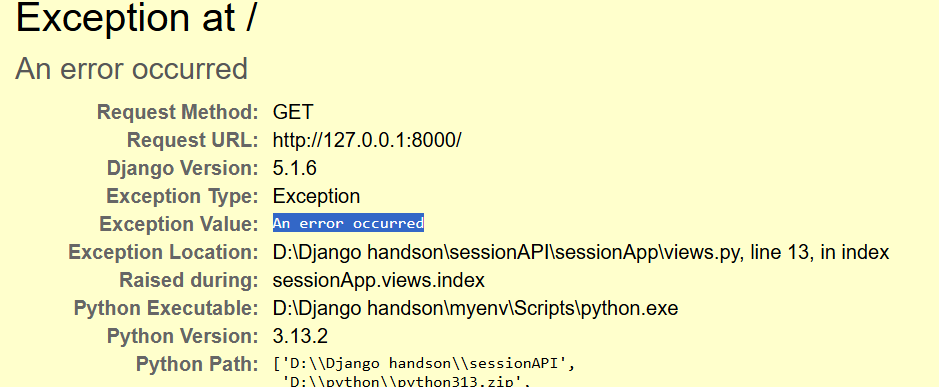 Exception at /
An error occurred
Request Method: GET
Request URL: http://127.0.0.1:8000/
Django Version: 5.1.6
Exception Type: Exception
Exception Value: An error occurred
Exception Location: D:\Django handson\sessionAPI\sessionApp\views.py, line 13, in index
Raised during: sessionApp.views.index
Python Executable: D:\Django handson\myenv\Scripts\python.exe
Python Version: 3.13.2
Python Path: ['D:\\Django handson\\sessionAPI',
'D:\\python\\python313.zip',